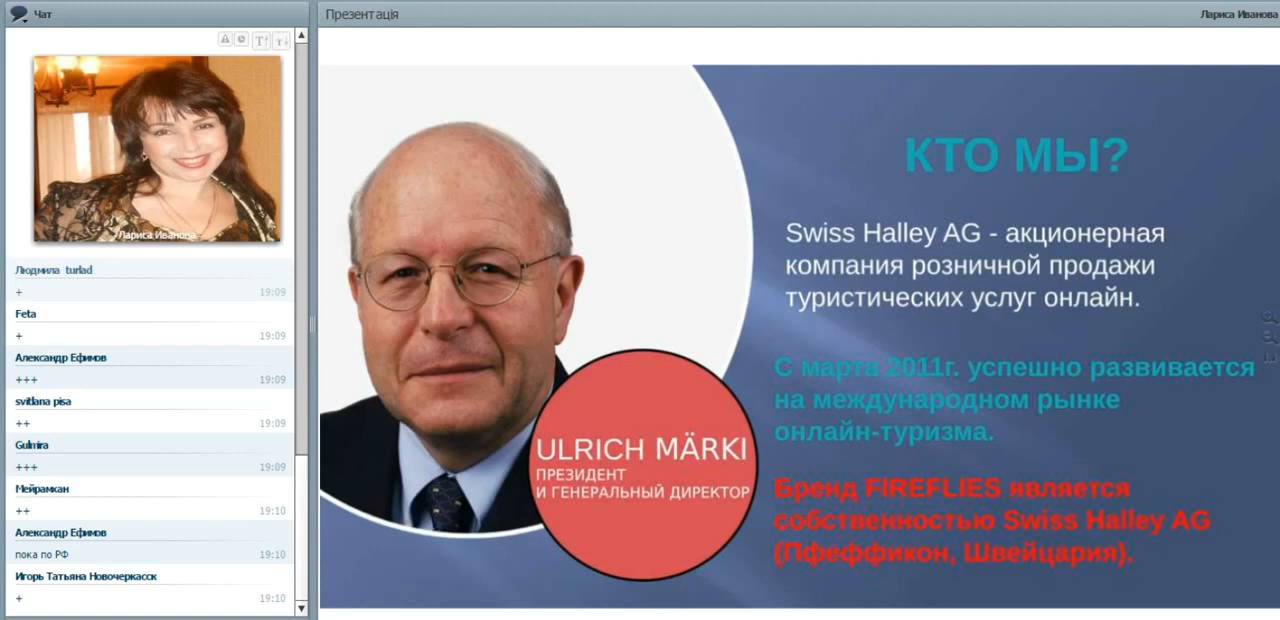 Чат
Презентація
Лариса Иванова
Лариса Иванова
Людмила turlad
+
19:09
Feta
+
19:09
Александр Ефимов
+++
19:09
svitlana pisa
++
19:09
Gulmira
+++
19:09
Мейрамкан
++
19:10
Александр Ефимов
пока по РФ
19:10
Игорь Татьяна Новочеркасск
+
19:10
КТО МЫ?
Swiss Halley AG - акционерная
компания розничной продажи
туристических услуг онлайн.
С марта 2011г. успешно развивается
на международном рынке
онлайн-туризма.
Бренд FIREFLIES является
собственностью Swiss Halley AG
(Пфеффикон, Швейцария).
ULRICH MÄRKI
ПРЕЗИДЕНТ
И ГЕНЕРАЛЬНЫЙ ДИРЕКТОР